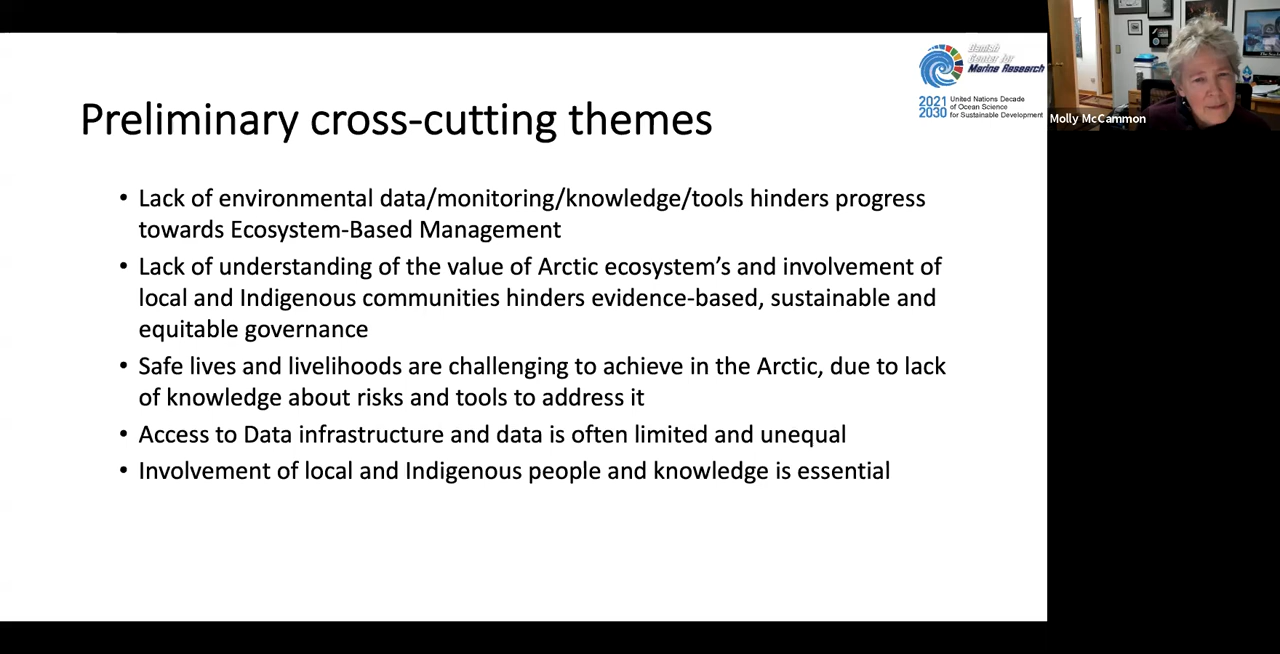 Preliminary cross-cutting themes
Danish
Center for
Marine Research
2021 United Nations Decade
of Ocean Science
2030 for Sustainable Development
Molly McCammon
• Lack of environmental data/monitoring/knowledge/tools hinders progress
towards Ecosystem-Based Management
• Lack of understanding of the value of Arctic ecosystem’s and involvement of
local and Indigenous communities hinders evidence-based, sustainable and
equitable governance
• Safe lives and livelihoods are challenging to achieve in the Arctic, due to lack
of knowledge about risks and tools to address it
• Access to Data infrastructure and data is often limited and unequal
• Involvement of local and Indigenous people and knowledge is essential